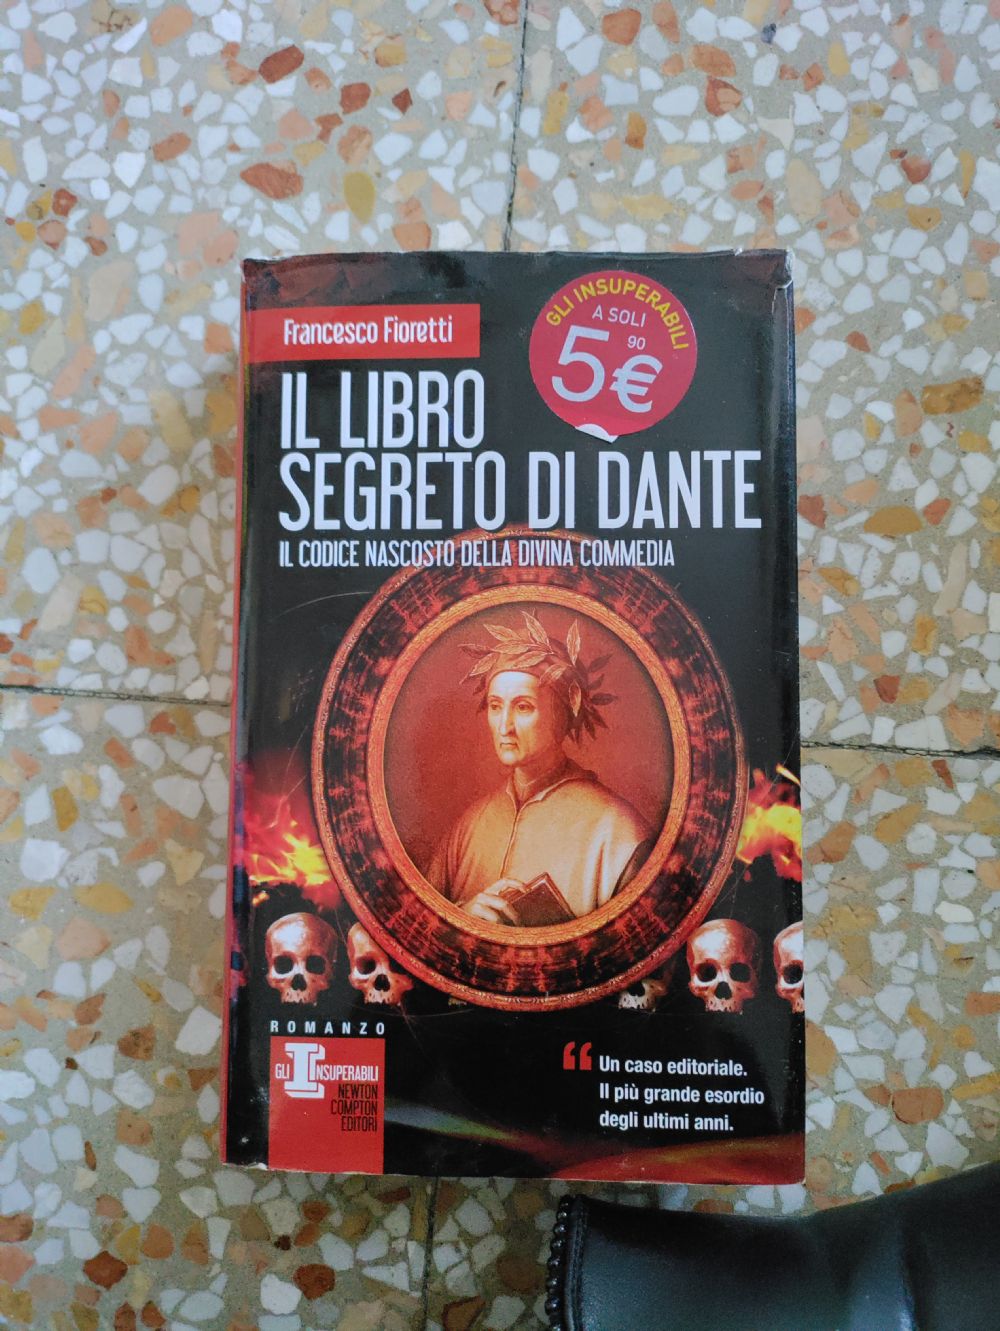 Francesco Fioretti
GLI INSUPERABILI
A SOLI
5 90 €
IL LIBRO
SEGRETO DI DANTE
IL CODICE NASCOSTO DELLA DIVINA COMMEDIA
ROMANZO
GLI INSUPERABILI
NEWTON
COMPTON
EDITORI
“ Un caso editoriale.
Il più grande esordio
degli ultimi anni.